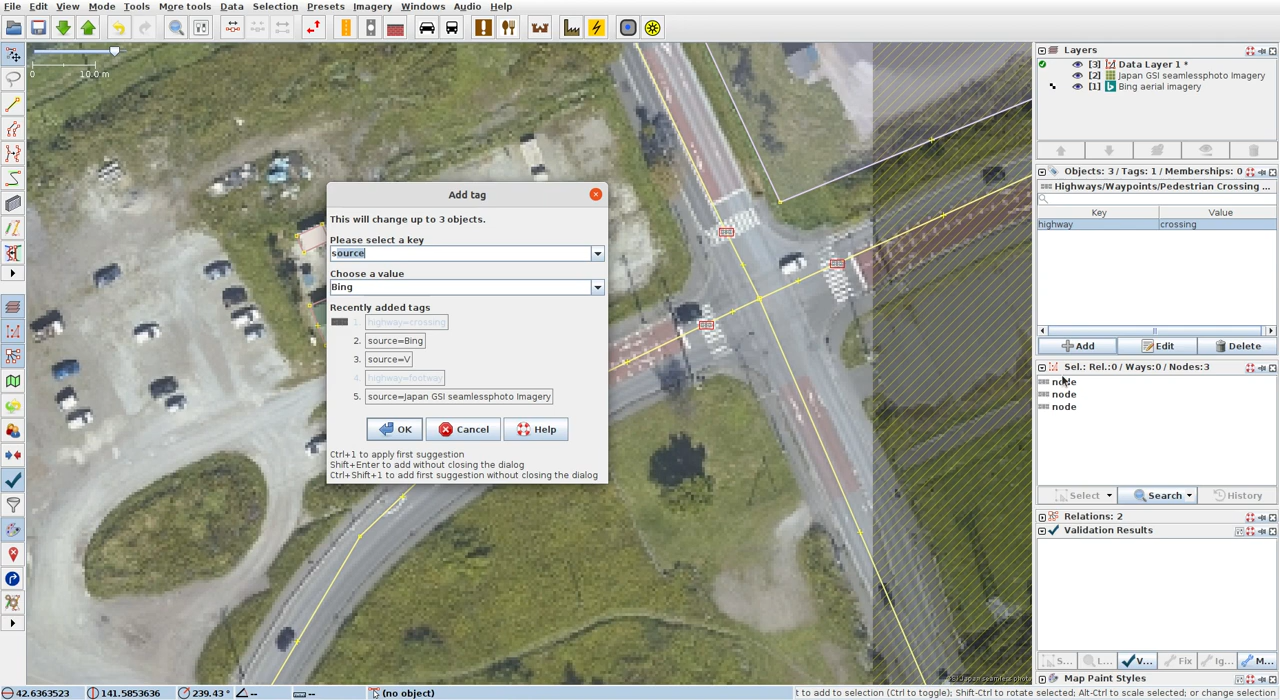 File Edit View Mode Tools More tools Data Selection Presets Imagery Windows Audio Help
0 10.0 m
Add tag
This will change up to 3 objects.
Please select a key
source
Choose a value
Bing
Recently added tags
1. highway=crossing
2. source=Bing
3. source=V
4. highway=footway
5. source=Japan GSI seamlessphoto Imagery
OK Cancel Help
Ctrl+1 to apply first suggestion
Shift+Enter to add without closing the dialog
Ctrl+Shift+1 to add first suggestion without closing the dialog
Layers
[3] Data Layer 1 *
[2] Japan GSI seamlessphoto Imagery
[1] Bing aerial imagery
Objects: 3 / Tags: 1 / Memberships: 0
Highways/Waypoints/Pedestrian Crossing ...
Key Value
highway crossing
Add Edit Delete
Sel.: Rel.:0 / Ways:0 / Nodes:3
node
node
node
Select Search History
Relations: 2
Validation Results
S... L... V... Fix Ig... M...
Map Paint Styles
42.6363523 141.5853636 239.43° -- -- (no object) t to add to selection (Ctrl to toggle); Shift-Ctrl to rotate selected; Alt-Ctrl to scale selected; or change selection